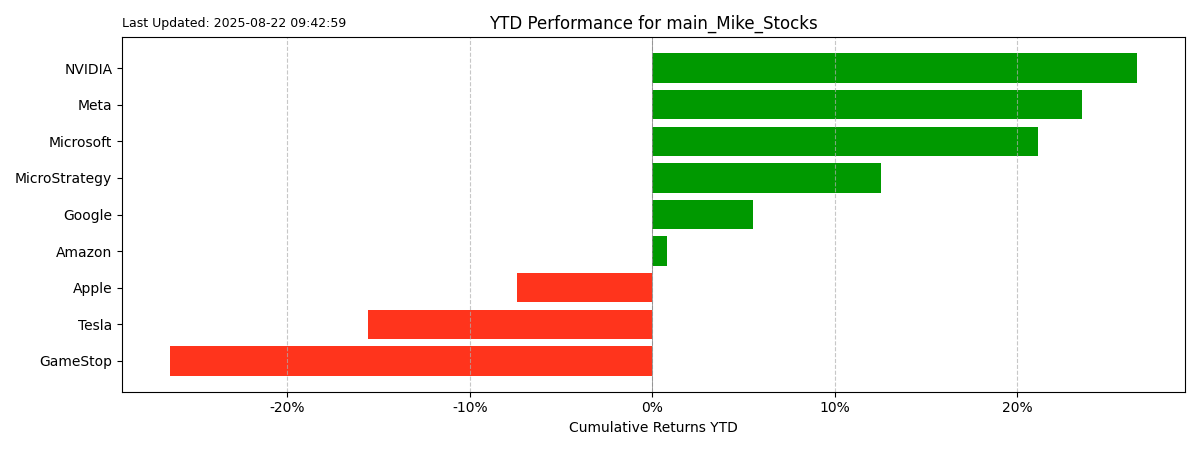 Last Updated: 2025-08-22 09:42:59
YTD Performance for main_Mike_Stocks
NVIDIA
Meta
Microsoft
MicroStrategy
Google
Amazon
Apple
Tesla
GameStop
-20% -10% 0% 10% 20%
Cumulative Returns YTD